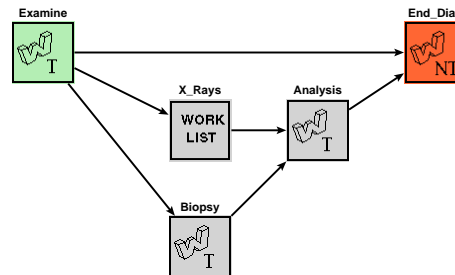 Examine
End_Dia
W
T
W
NT
X_Rays
Analysis
WORK
LIST
W
T
Biopsy
W
T